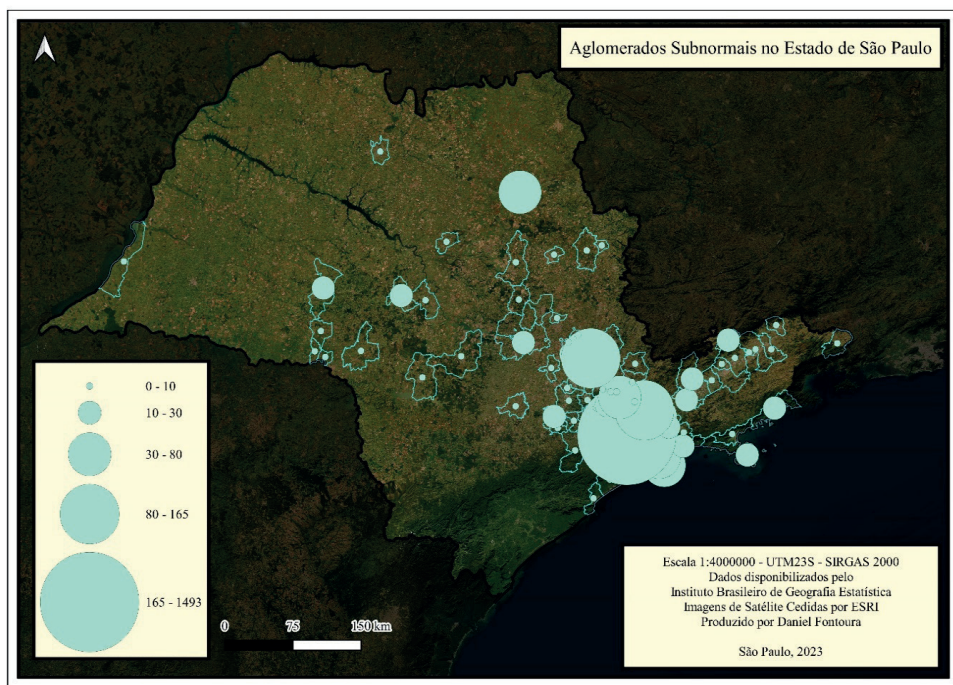 Aglomerados Subnormais no Estado de São Paulo
0 - 10
10 - 30
30 - 80
80 - 165
165 - 1493
0 75 150 km
Escala 1:4000000 - UTM23S - SIRGAS 2000
Dados disponibilizados pelo
Instituto Brasileiro de Geografia Estatística
Imagens de Satélite Cedidas por ESRI
Produzido por Daniel Fontoura
São Paulo, 2023